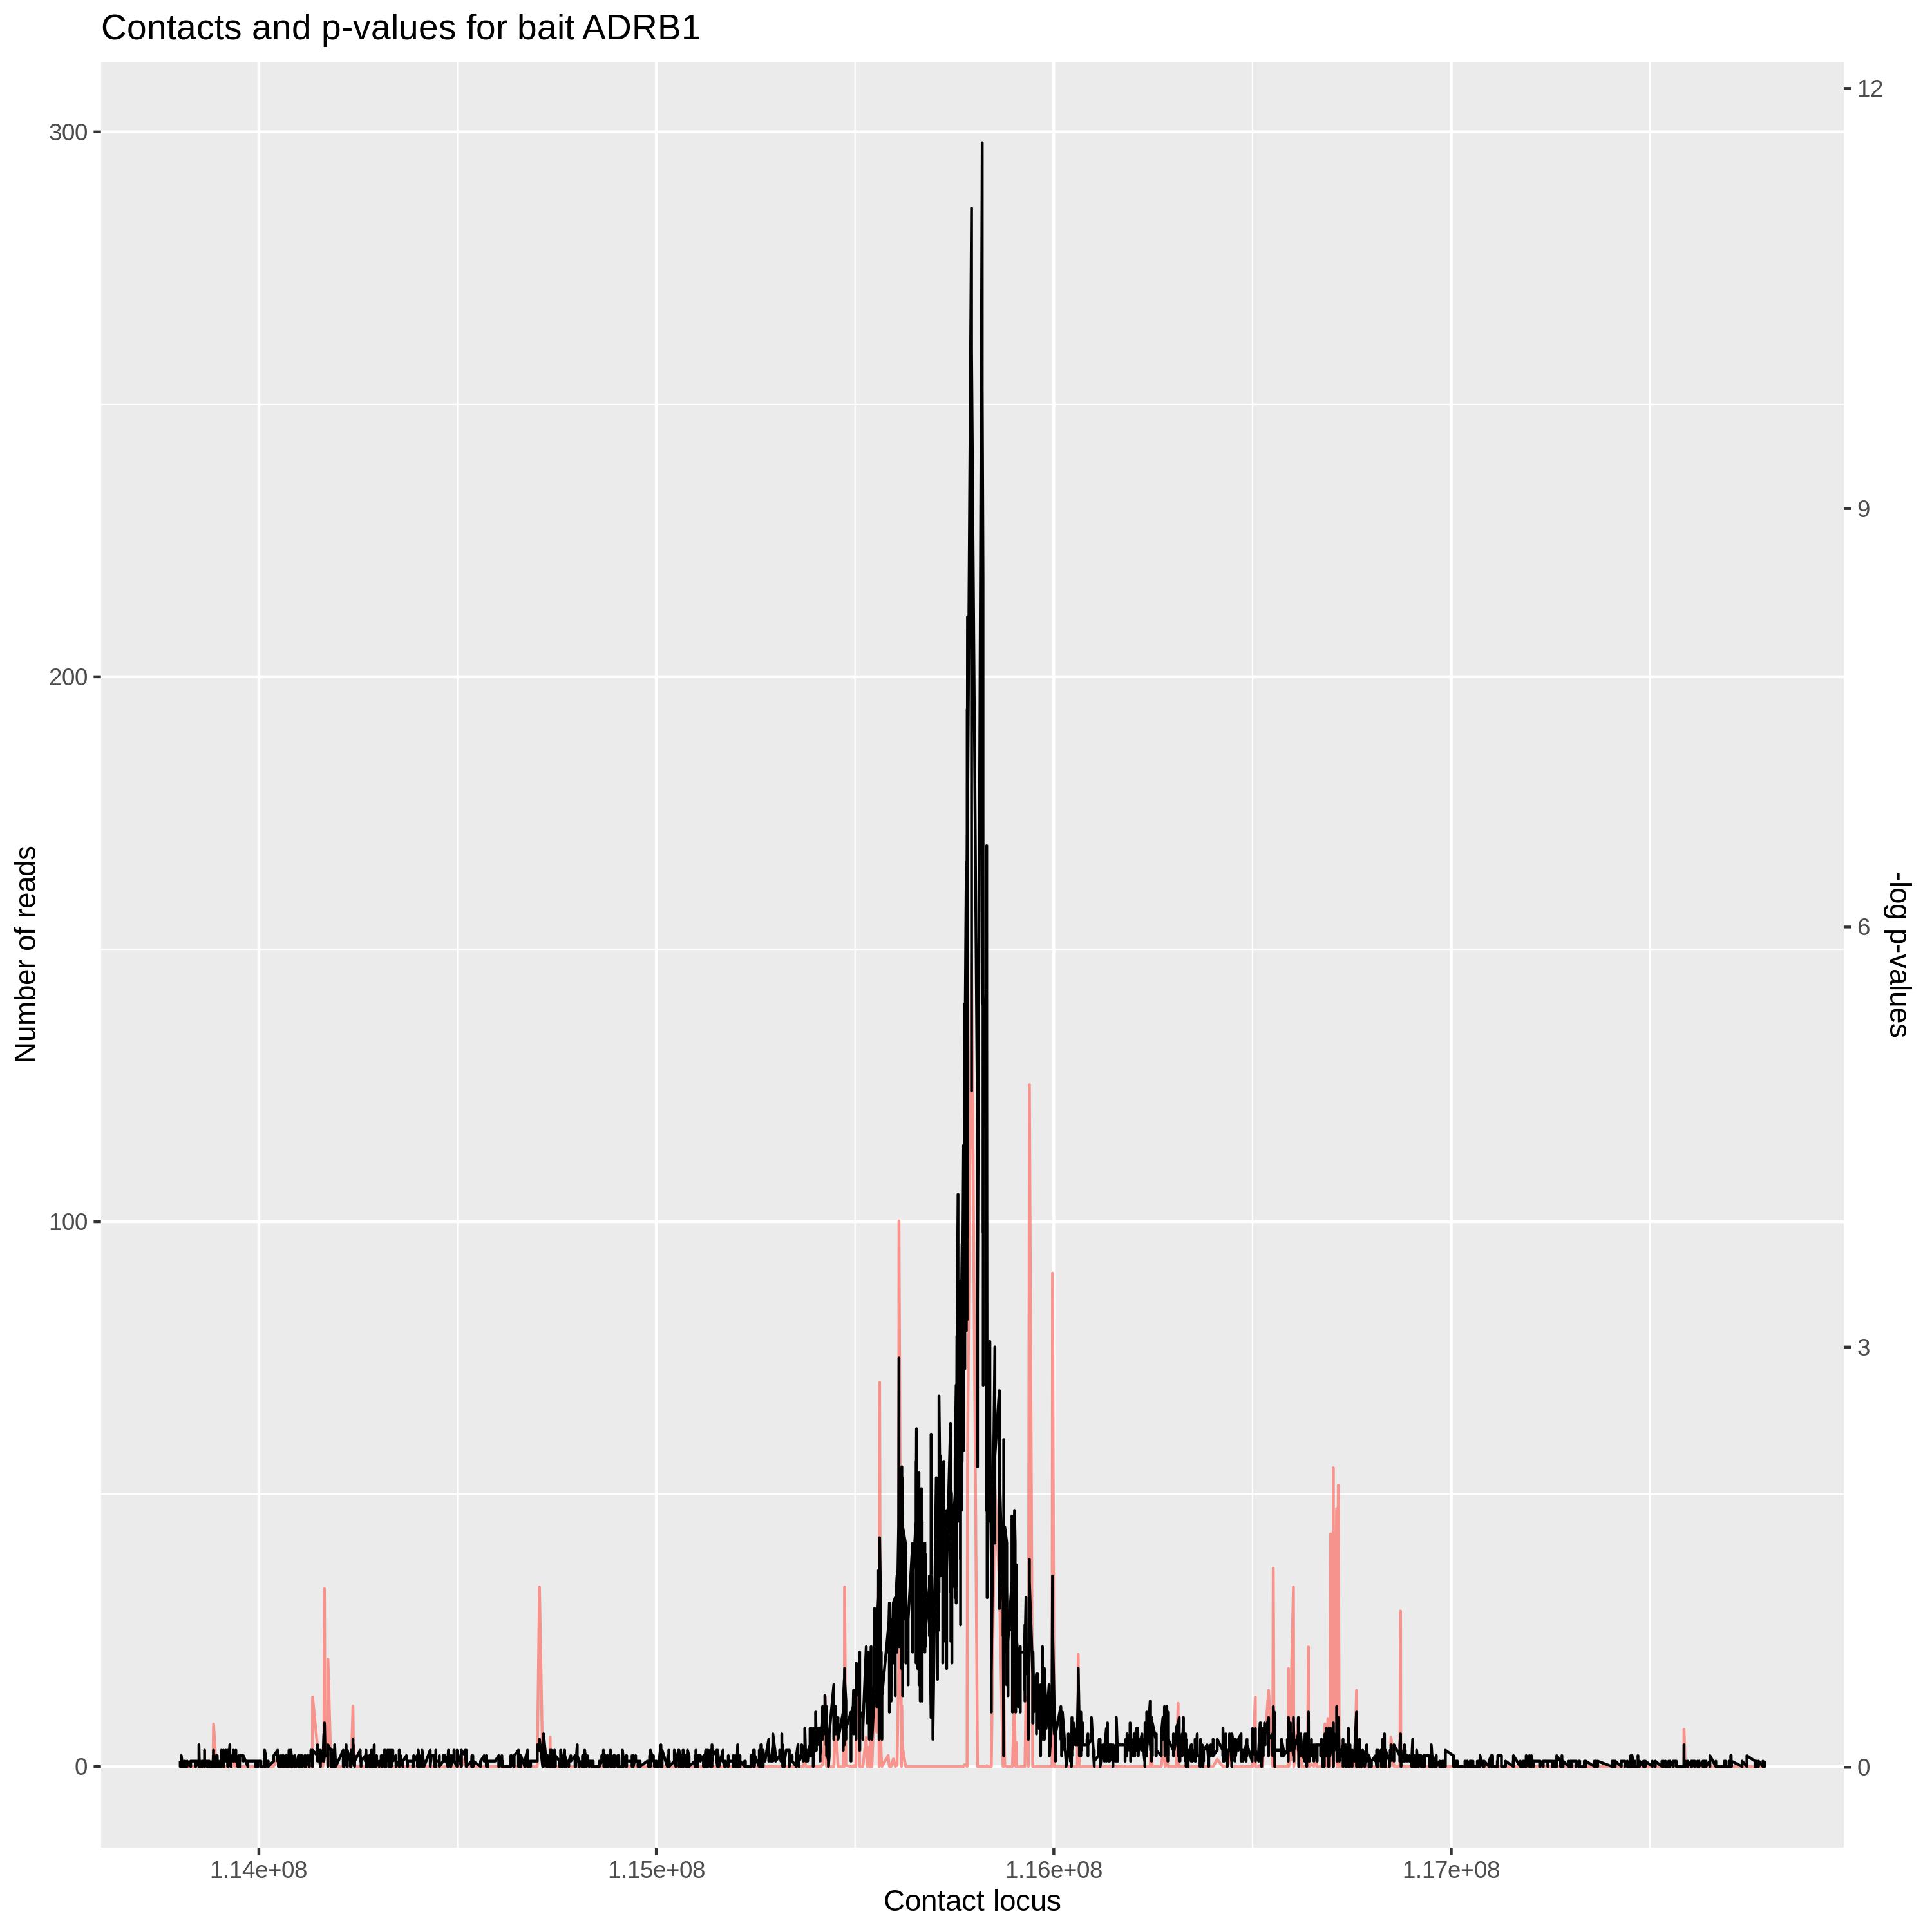 Contacts and p-values for bait ADRB1
300
200
100
0
Number of reads
12
9
6
3
0
-log p-values
1.14e+08
1.15e+08
1.16e+08
1.17e+08
Contact locus